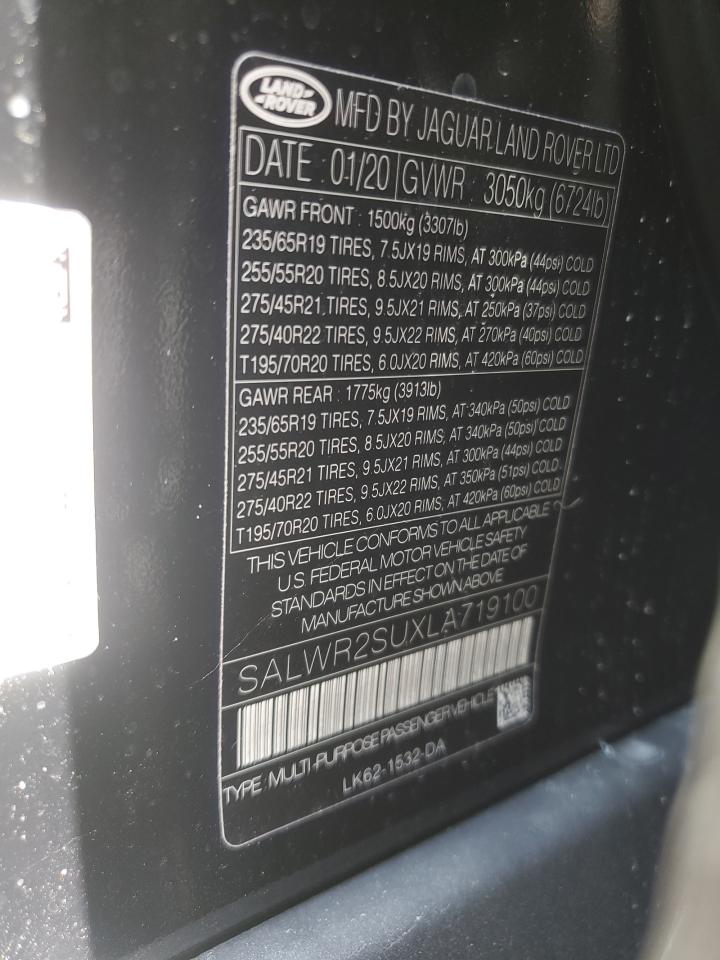 LAND ROVER
MFD BY JAGUAR LAND ROVER LTD
DATE : 01/20 GVWR : 3050kg (6724lb)
GAWR FRONT : 1500kg (3307lb)
235/65R19 TIRES, 7.5JX19 RIMS, AT 300kPa (44psi) COLD
255/55R20 TIRES, 8.5JX20 RIMS, AT 300kPa (44psi) COLD
275/45R21 TIRES, 9.5JX21 RIMS, AT 250kPa (37psi) COLD
275/40R22 TIRES, 9.5JX22 RIMS, AT 270kPa (40psi) COLD
T195/70R20 TIRES, 6.0JX20 RIMS, AT 420kPa (60psi) COLD
GAWR REAR : 1775kg (3913lb)
235/65R19 TIRES, 7.5JX19 RIMS, AT 340kPa (50psi) COLD
255/55R20 TIRES, 8.5JX20 RIMS, AT 340kPa (50psi) COLD
275/45R21 TIRES, 9.5JX21 RIMS, AT 300kPa (44psi) COLD
275/40R22 TIRES, 9.5JX22 RIMS, AT 350kPa (51psi) COLD
T195/70R20 TIRES, 6.0JX20 RIMS, AT 420kPa (60psi) COLD
THIS VEHICLE CONFORMS TO ALL APPLICABLE
U.S. FEDERAL MOTOR VEHICLE SAFETY
STANDARDS IN EFFECT ON THE DATE OF
MANUFACTURE SHOWN ABOVE
SALWR2SUXLA719100
TYPE : MULTI-PURPOSE PASSENGER VEHICLE
LK62-1532-DA